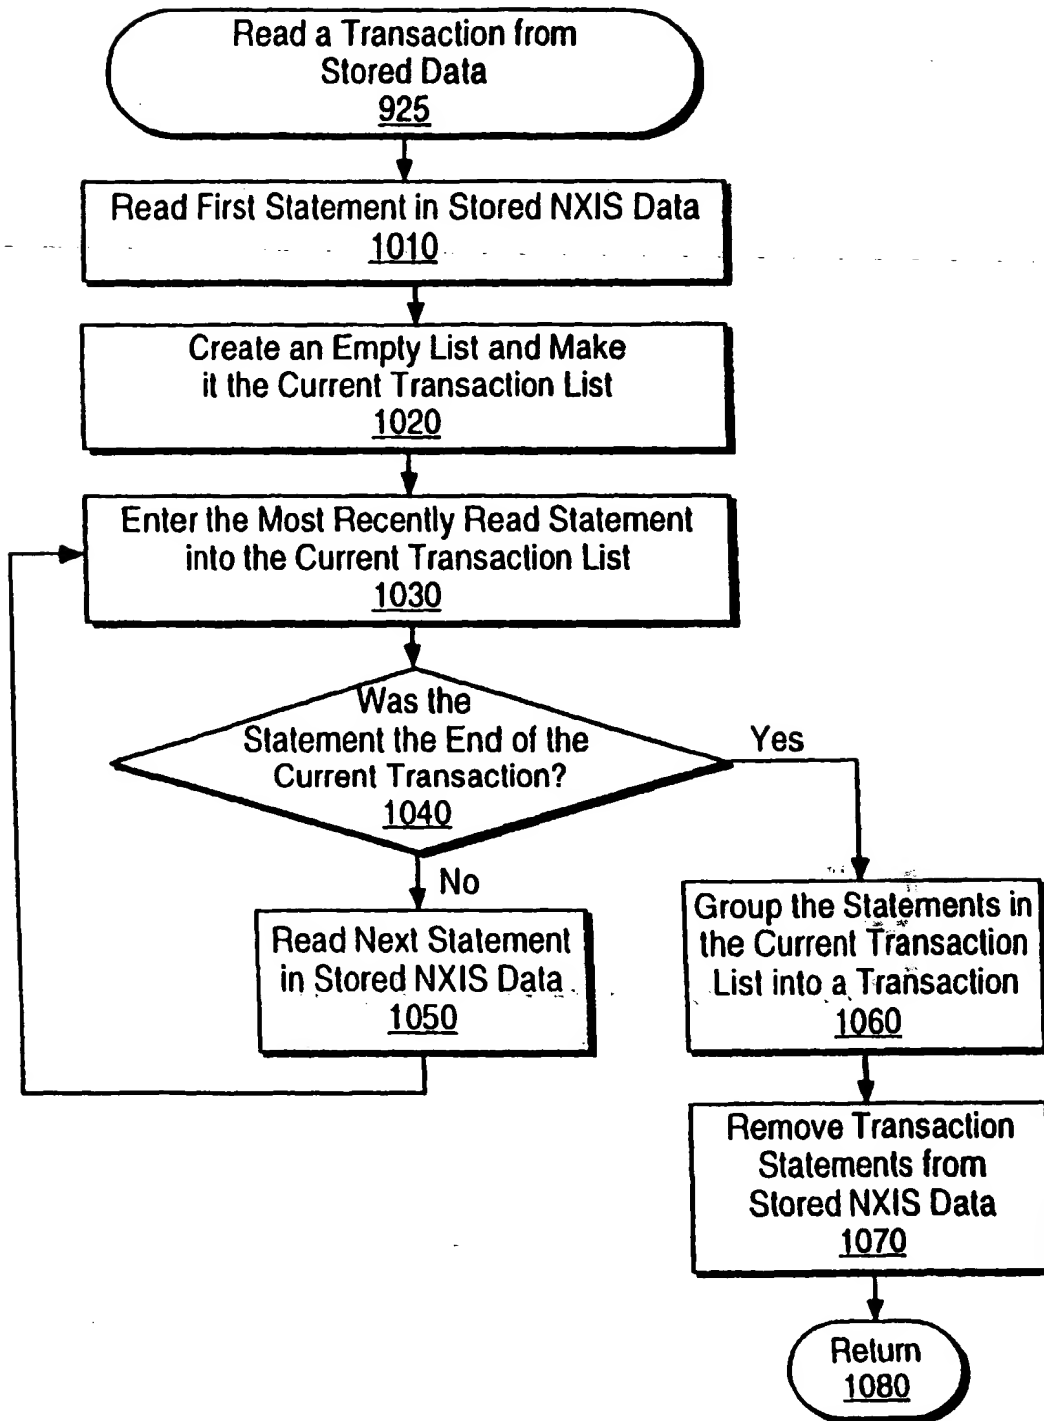 Read a Transaction from
Stored Data
925
Read First Statement in Stored NXIS Data
1010
Create an Empty List and Make
it the Current Transaction List
1020
Enter the Most Recently Read Statement
into the Current Transaction List
1030
Was the
Statement the End of the
Current Transaction?
1040
Yes
No
Read Next Statement
in Stored NXIS Data
1050
Group the Statements in
the Current Transaction
List into a Transaction
1060
Remove Transaction
Statements from
Stored NXIS Data
1070
Return
1080